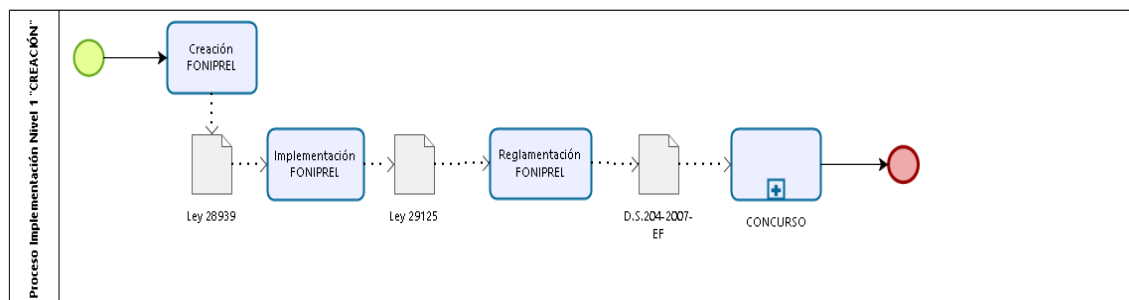 Proceso Implementación Nivel 1 "CREACIÓN"
Creación
FONIPREL
Implementación
FONIPREL
Reglamentación
FONIPREL
Ley 28939
Ley 29125
D.S.204-2007-
EF
CONCURSO